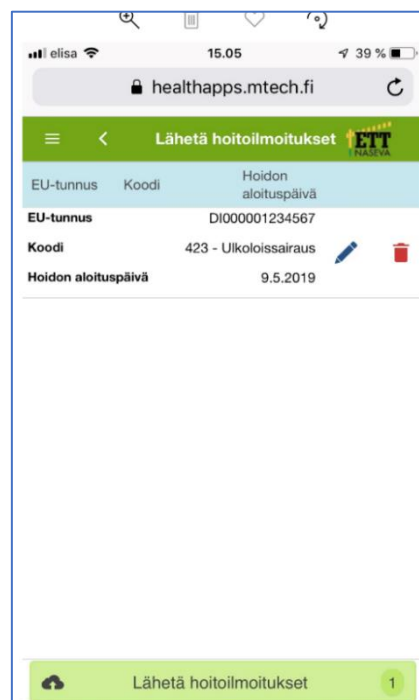 elisa 15.05 39 %
healthapps.mtech.fi
Lähetä hoitoilmoitukset ETT
NASEVA
EU-tunnus Koodi Hoidon
aloituspäivä
EU-tunnus DI000001234567
Koodi 423 - Ulkoloissairaus
Hoidon aloituspäivä 9.5.2019
Lähetä hoitoilmoitukset 1